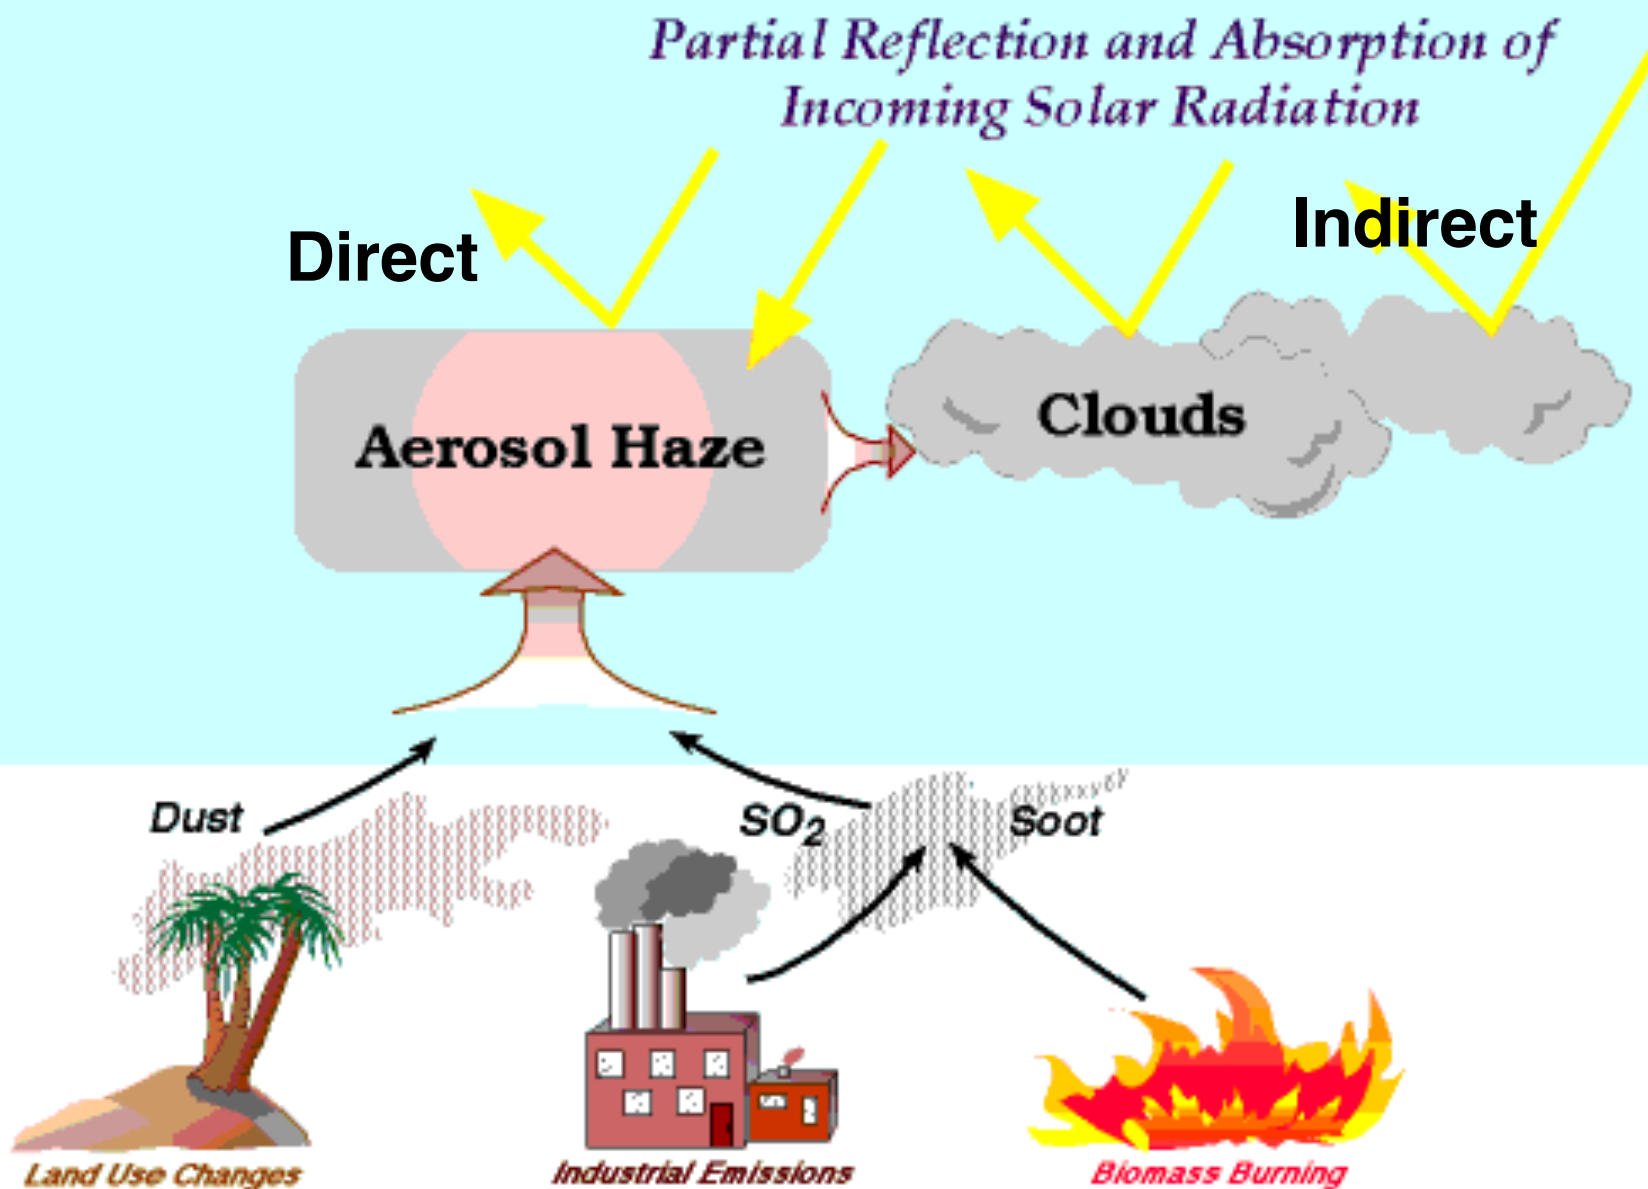 Partial Reflection and Absorption of
Incoming Solar Radiation
Direct
Indirect
Aerosol Haze
Clouds
Dust
SO₂
Soot
Land Use Changes
Industrial Emissions
Biomass Burning